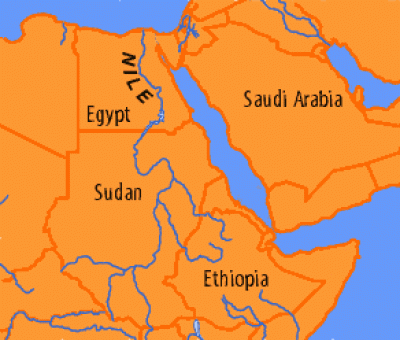 NILE
Saudi Arabia
Egypt
Sudan
Ethiopia